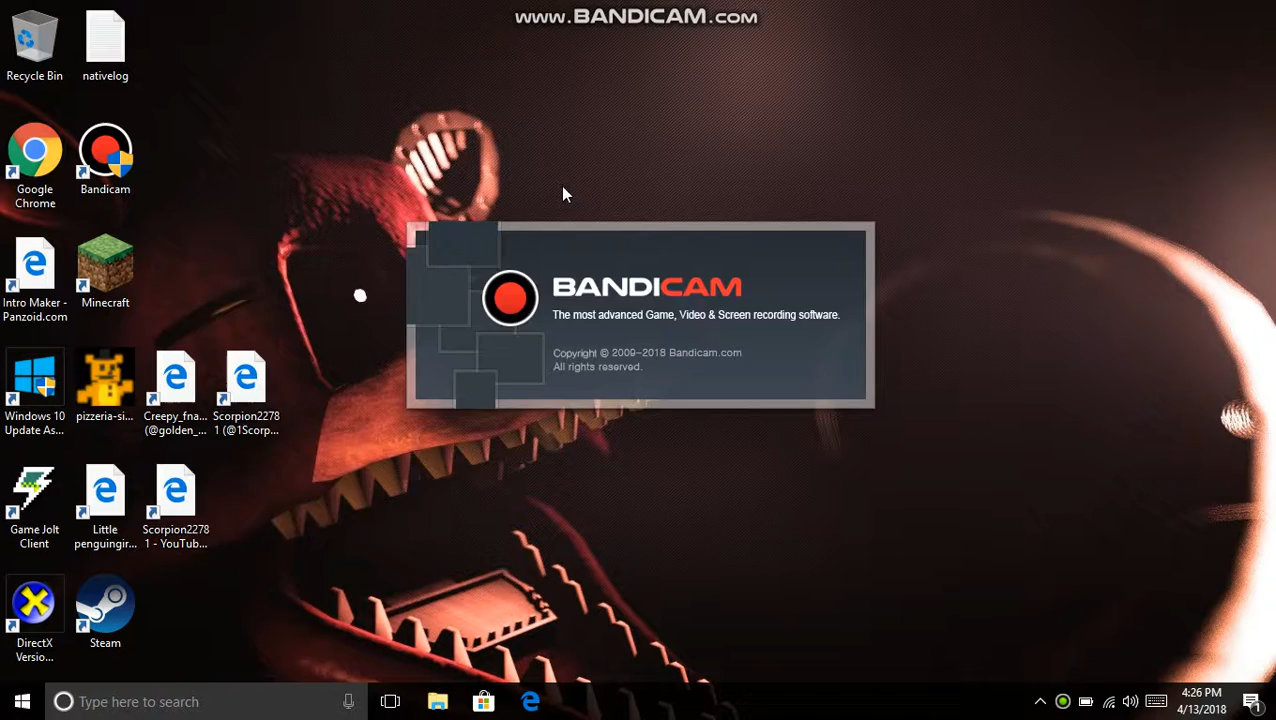 www.BANDICAM.com
Recycle Bin
nativelog
Google Chrome
Bandicam
Intro Maker - Panzoid.com
Minecraft
Windows 10 Update As...
pizzeria-si...
Creepy_fna... (@golden_...
Scorpion2278 1 (@1Scorp...
Game Jolt Client
Little penguingir...
Scorpion2278 1 - YouTub...
DirectX Versio...
Steam
BANDICAM
The most advanced Game, Video & Screen recording software.
Copyright © 2009-2018 Bandicam.com
All rights reserved.
Type here to search
4:26 PM
4/13/2018
1